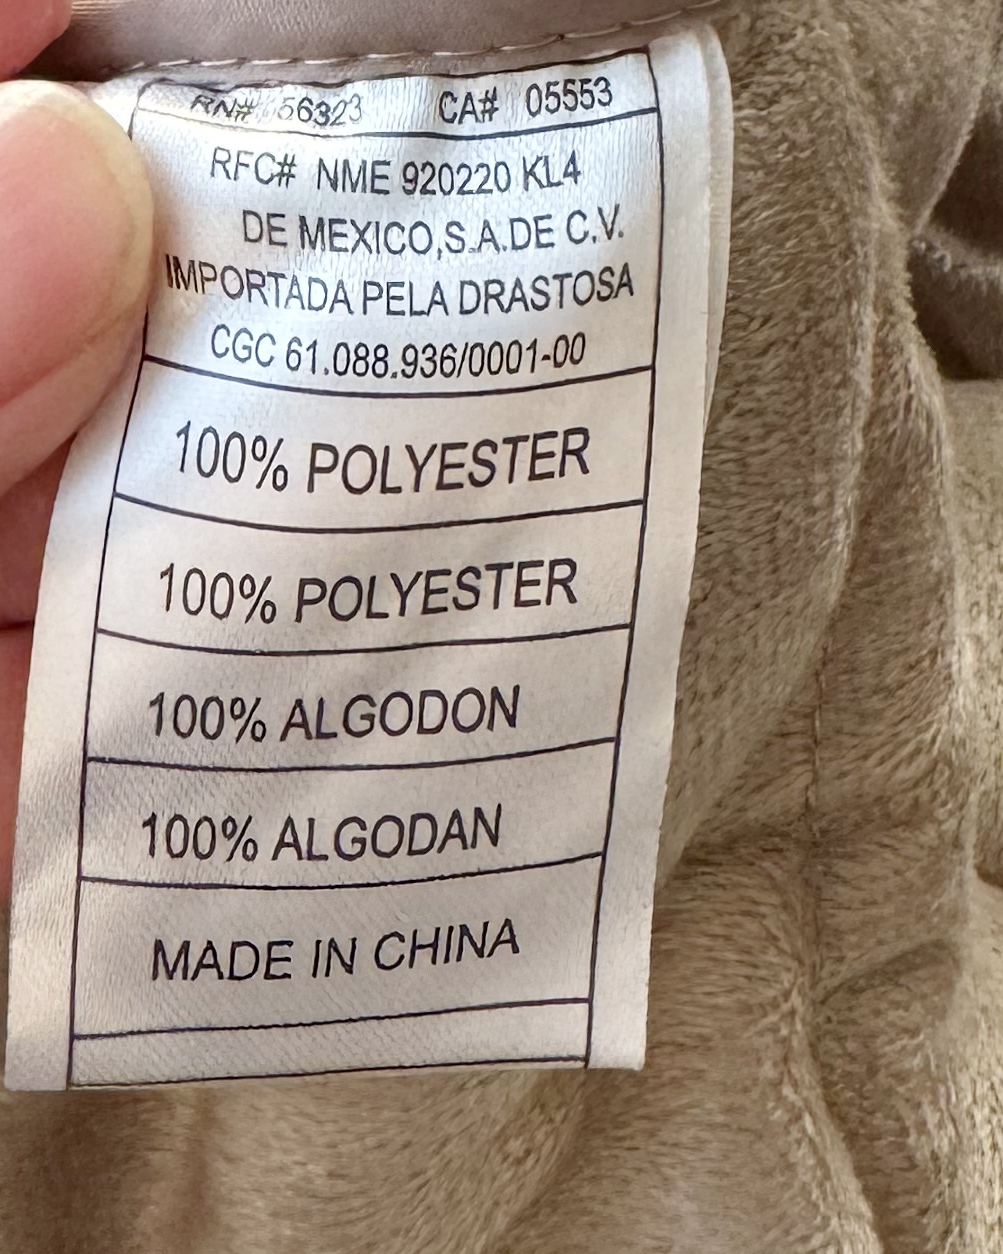 RN# 56323 CA# 05553
RFC# NME 920220 KL4
DE MEXICO,S.A.DE C.V.
IMPORTADA PELA DRASTOSA
CGC 61.088.936/0001-00
100% POLYESTER
100% POLYESTER
100% ALGODON
100% ALGODAN
MADE IN CHINA